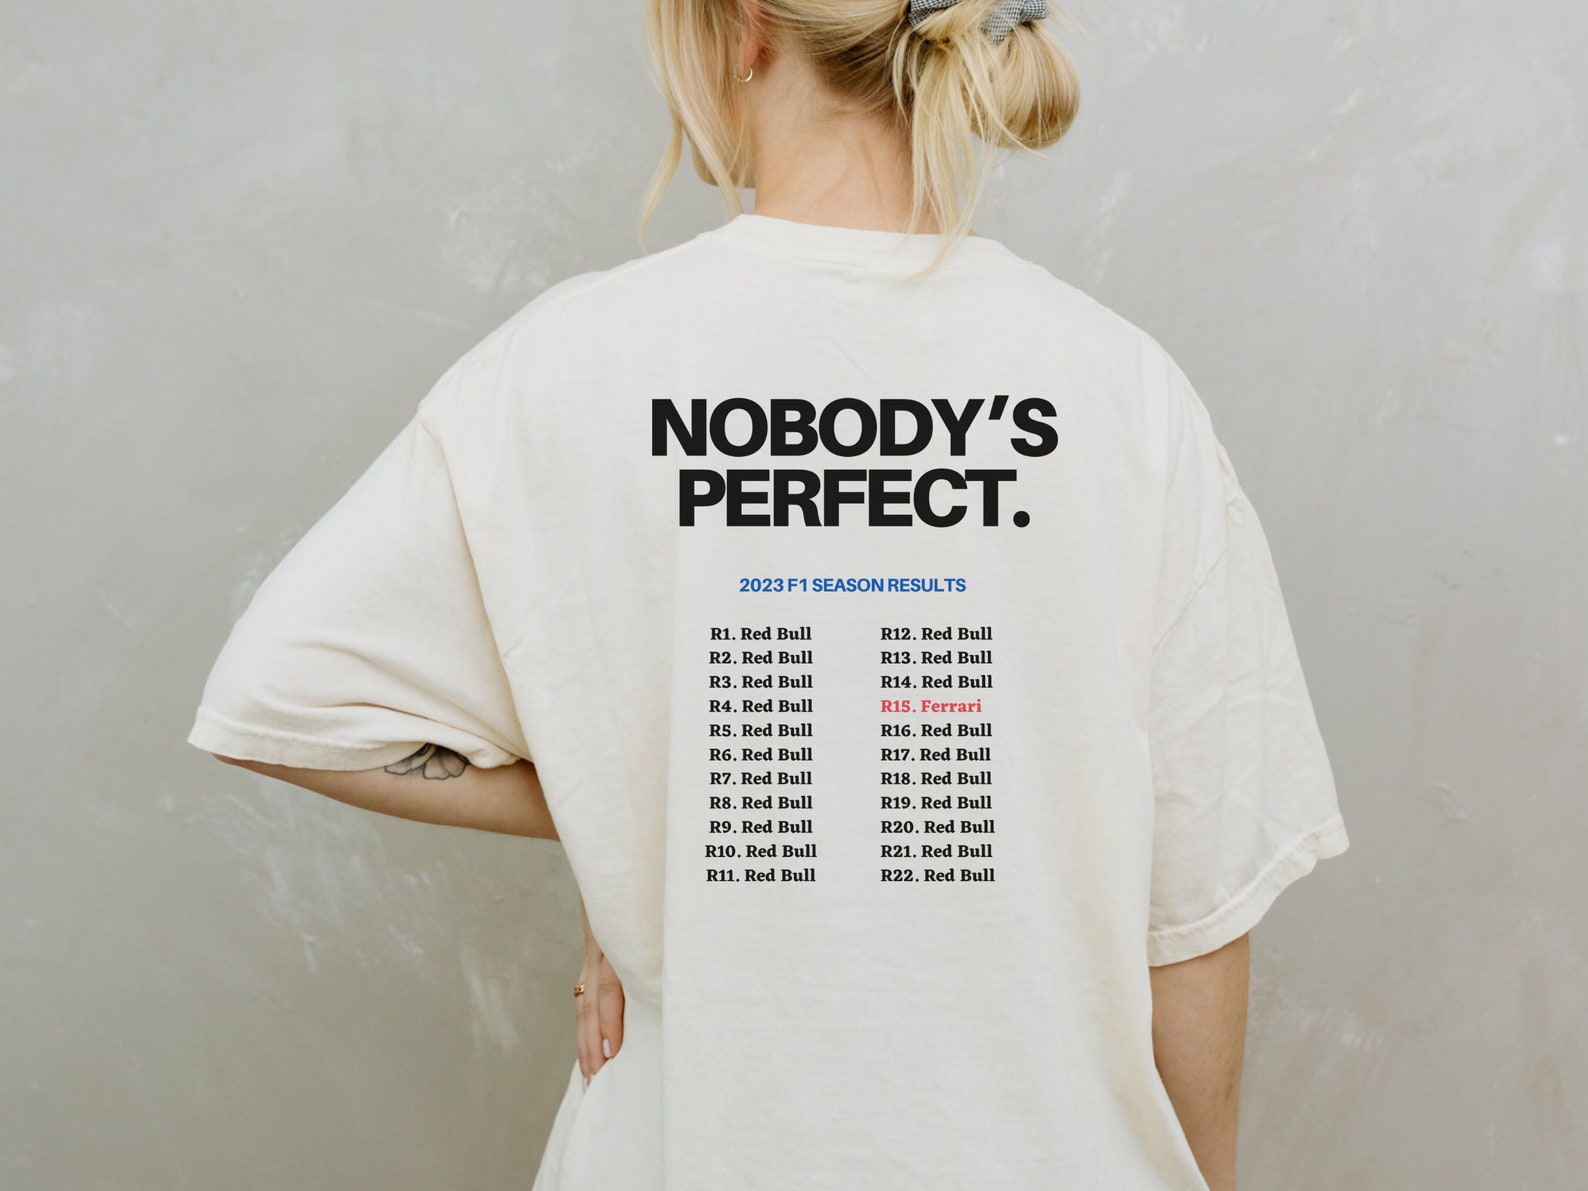 NOBODY’S
PERFECT.
2023 F1 SEASON RESULTS
R1. Red Bull
R2. Red Bull
R3. Red Bull
R4. Red Bull
R5. Red Bull
R6. Red Bull
R7. Red Bull
R8. Red Bull
R9. Red Bull
R10. Red Bull
R11. Red Bull
R12. Red Bull
R13. Red Bull
R14. Red Bull
R15. Ferrari
R16. Red Bull
R17. Red Bull
R18. Red Bull
R19. Red Bull
R20. Red Bull
R21. Red Bull
R22. Red Bull